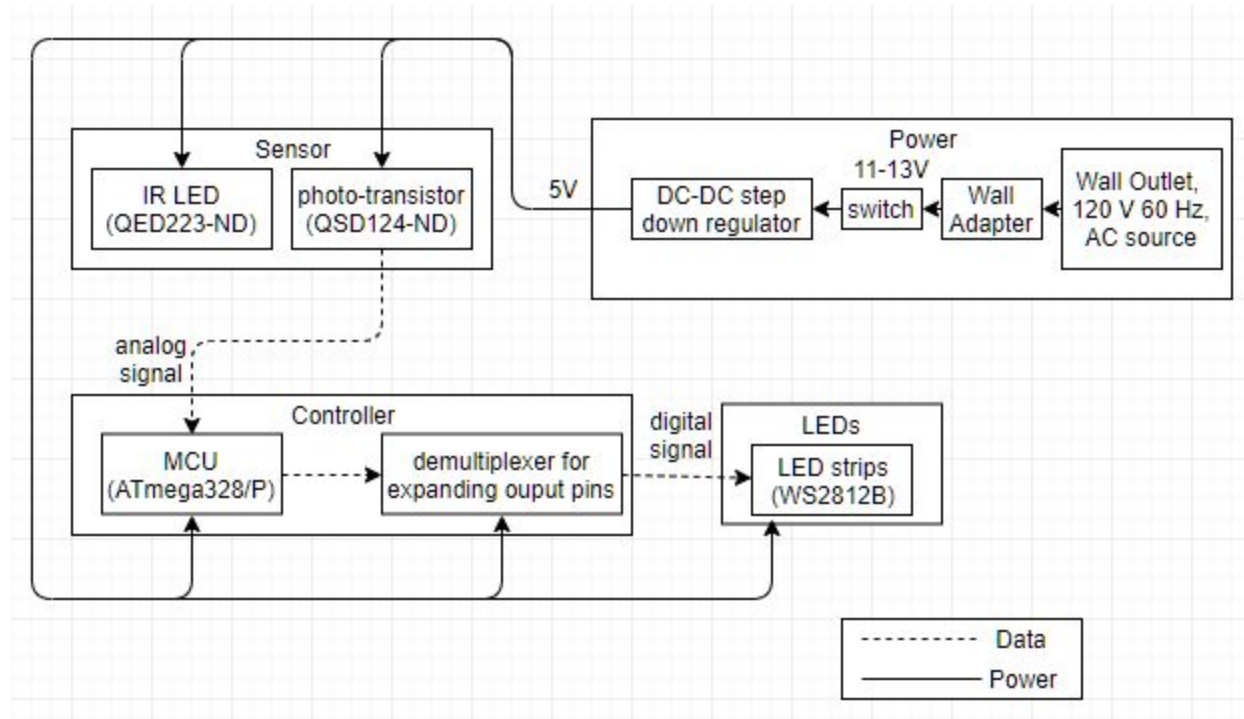 Sensor
IR LED
(QED223-ND)
photo-transistor
(QSD124-ND)
5V
Power
11-13V
DC-DC step
down regulator
switch
Wall
Adapter
Wall Outlet,
120 V 60 Hz,
AC source
analog
signal
Controller
MCU
(ATmega328/P)
demultiplexer for
expanding ouput pins
digital
signal
LEDs
LED strips
(WS2812B)
Data
Power